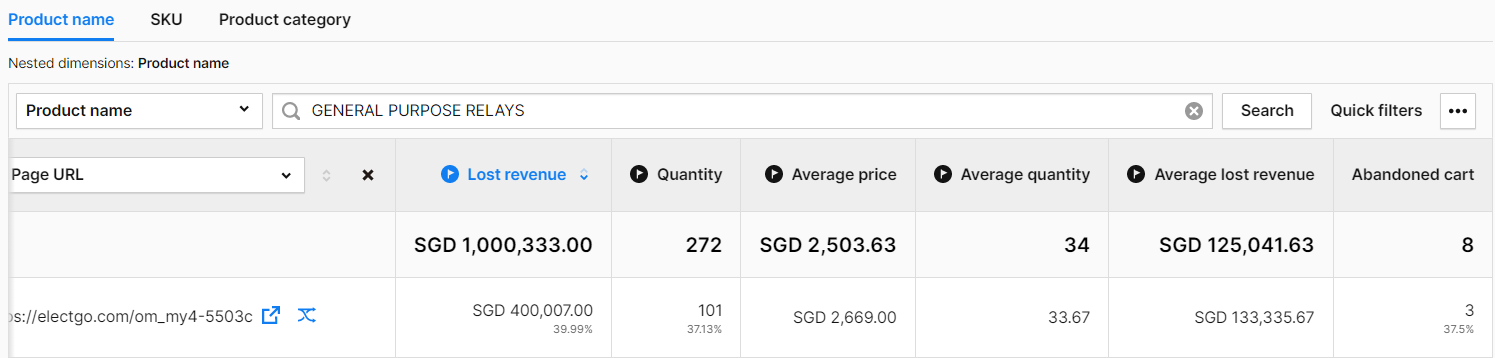 Product name SKU Product category
Nested dimensions: Product name
Product name GENERAL PURPOSE RELAYS Search Quick filters
Page URL Lost revenue Quantity Average price Average quantity Average lost revenue Abandoned cart
SGD 1,000,333.00 272 SGD 2,503.63 34 SGD 125,041.63 8
ps://electgo.com/om_my4-5503c SGD 400,007.00 101 SGD 2,669.00 33.67 SGD 133,335.67 3
39.99% 37.13% 37.5%